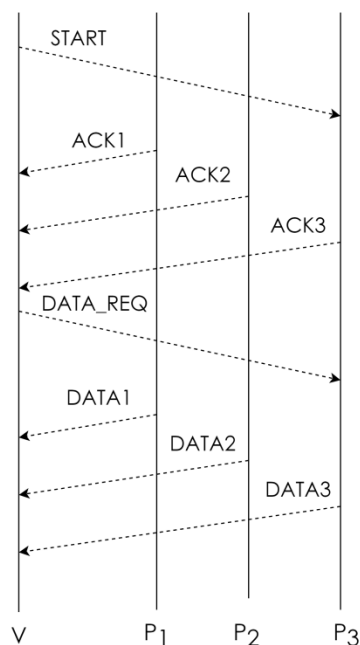 START
ACK1
ACK2
ACK3
DATA_REQ
DATA1
DATA2
DATA3
V P1 P2 P3